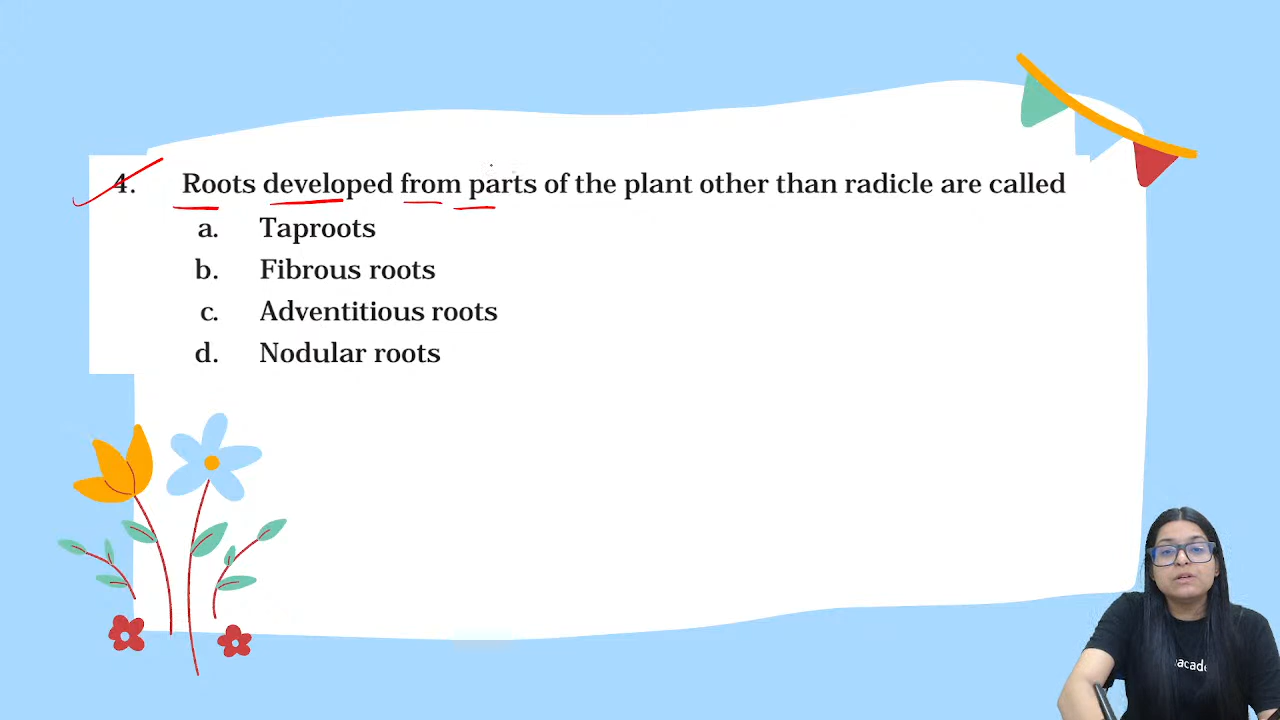 4. Roots developed from parts of the plant other than radicle are called
a. Taproots
b. Fibrous roots
c. Adventitious roots
d. Nodular roots
acade